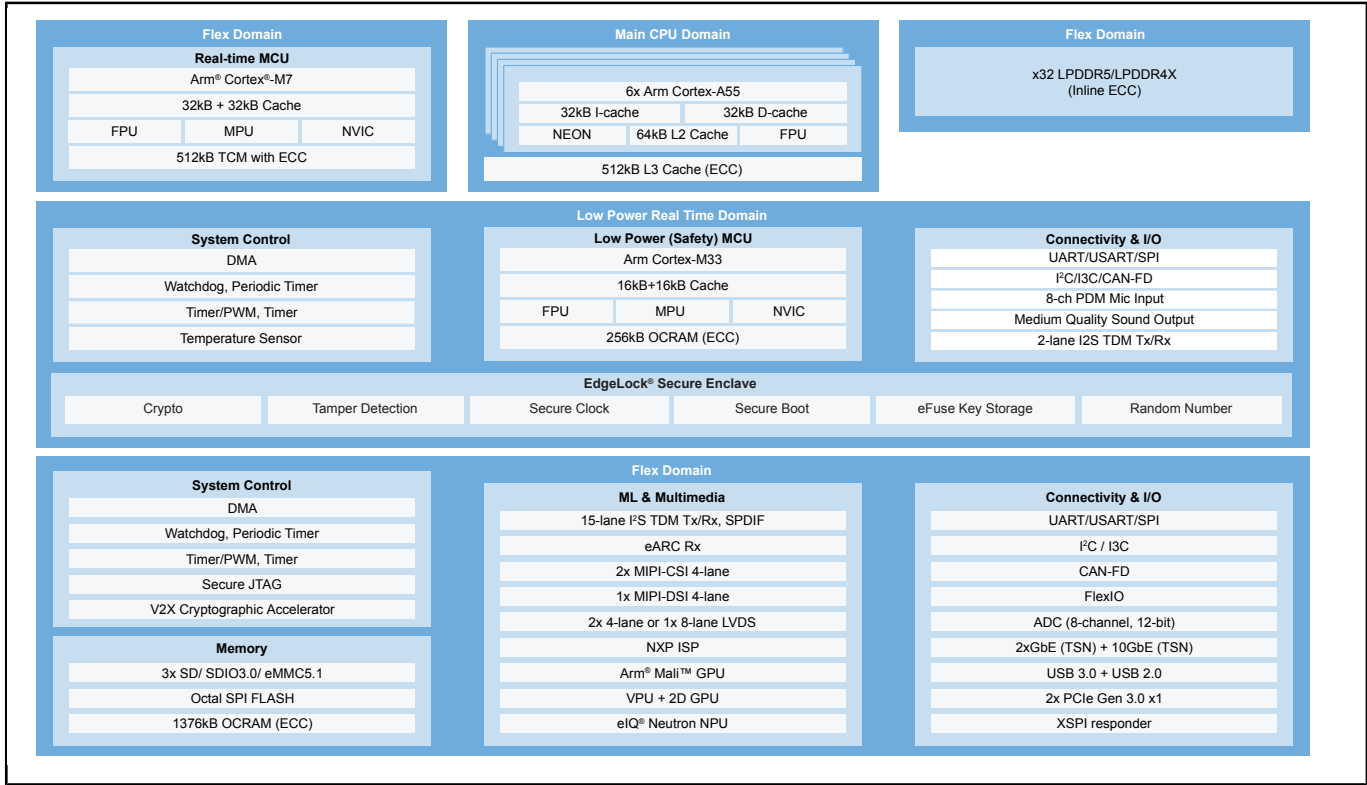 Flex Domain
Real-time MCU
Arm® Cortex®-M7
32kB + 32kB Cache
FPU MPU NVIC
512kB TCM with ECC
Main CPU Domain
6x Arm Cortex-A55
32kB I-cache 32kB D-cache
NEON 64kB L2 Cache FPU
512kB L3 Cache (ECC)
Flex Domain
x32 LPDDR5/LPDDR4X
(Inline ECC)
Low Power Real Time Domain
System Control
DMA
Watchdog, Periodic Timer
Timer/PWM, Timer
Temperature Sensor
Low Power (Safety) MCU
Arm Cortex-M33
16kB+16kB Cache
FPU MPU NVIC
256kB OCRAM (ECC)
Connectivity & I/O
UART/USART/SPI
I²C/I3C/CAN-FD
8-ch PDM Mic Input
Medium Quality Sound Output
2-lane I2S TDM Tx/Rx
EdgeLock® Secure Enclave
Crypto Tamper Detection Secure Clock Secure Boot eFuse Key Storage Random Number
Flex Domain
System Control
DMA
Watchdog, Periodic Timer
Timer/PWM, Timer
Secure JTAG
V2X Cryptographic Accelerator
Memory
3x SD/ SDIO3.0/ eMMC5.1
Octal SPI FLASH
1376kB OCRAM (ECC)
ML & Multimedia
15-lane I²S TDM Tx/Rx, SPDIF
eARC Rx
2x MIPI-CSI 4-lane
1x MIPI-DSI 4-lane
2x 4-lane or 1x 8-lane LVDS
NXP ISP
Arm® Mali™ GPU
VPU + 2D GPU
eIQ® Neutron NPU
Connectivity & I/O
UART/USART/SPI
I²C / I3C
CAN-FD
FlexIO
ADC (8-channel, 12-bit)
2xGbE (TSN) + 10GbE (TSN)
USB 3.0 + USB 2.0
2x PCIe Gen 3.0 x1
XSPI responder